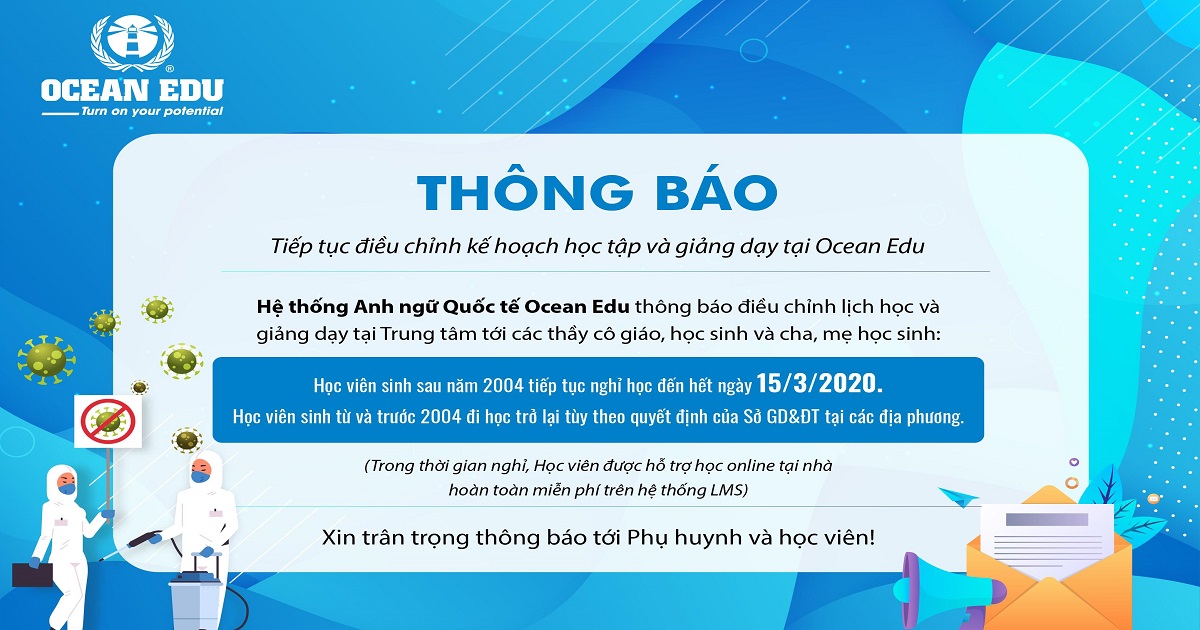 OCEAN EDU
Turn on your potential
THÔNG BÁO
Tiếp tục điều chỉnh kế hoạch học tập và giảng dạy tại Ocean Edu
Hệ thống Anh ngữ Quốc tế Ocean Edu thông báo điều chỉnh lịch học và
giảng dạy tại Trung tâm tới các thầy cô giáo, học sinh và cha, mẹ học sinh:
Học viên sinh sau năm 2004 tiếp tục nghỉ học đến hết ngày 15/3/2020.
Học viên sinh từ và trước 2004 đi học trở lại tùy theo quyết định của Sở GD&ĐT tại các địa phương.
(Trong thời gian nghỉ, Học viên được hỗ trợ học online tại nhà
hoàn toàn miễn phí trên hệ thống LMS)
Xin trân trọng thông báo tới Phụ huynh và học viên!